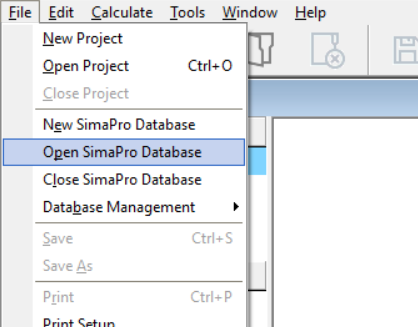 File Edit Calculate Tools Window Help
New Project
Open Project Ctrl+O
Close Project
New SimaPro Database
Open SimaPro Database
Close SimaPro Database
Database Management
Save Ctrl+S
Save As
Print Ctrl+P
Print Setup